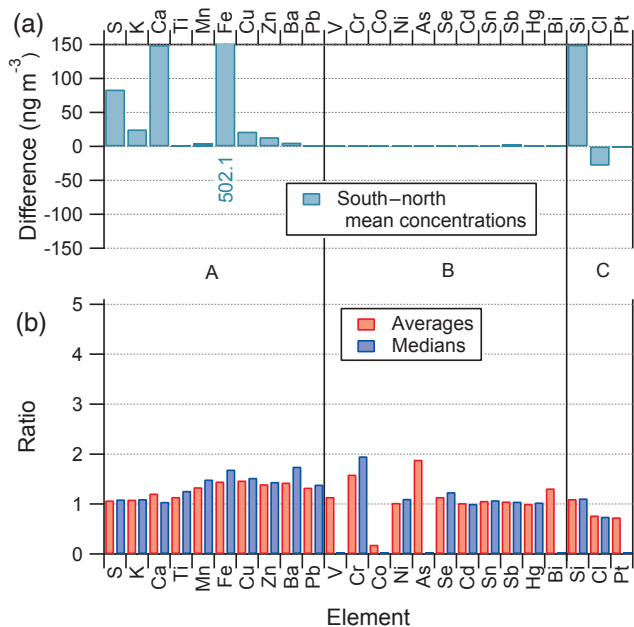 (a)
S K Ca Ti Mn Fe Cu Zn Ba Pb V Cr Co Ni As Se Cd Sn Sb Hg Bi Si Cl Pt
Difference (ng m⁻³)
150
100
50
0
-50
-100
-150
502.1
South–north
mean concentrations
A B C
(b)
Ratio
5
4
3
2
1
0
Averages
Medians
S K Ca Ti Mn Fe Cu Zn Ba Pb V Cr Co Ni As Se Cd Sn Sb Hg Bi Si Cl Pt
Element